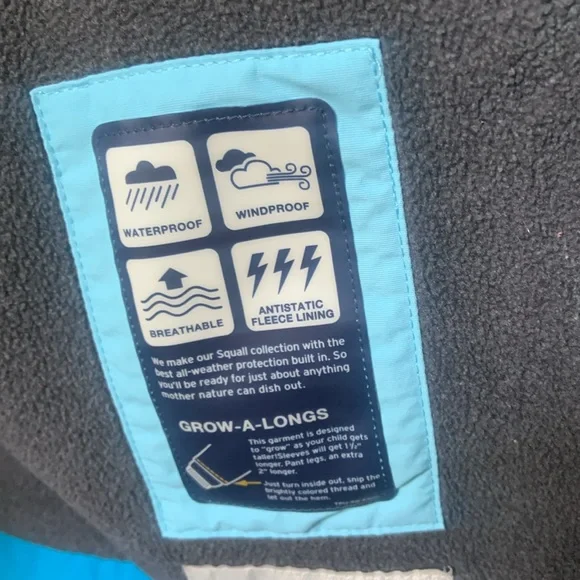 WATERPROOF
WINDPROOF
BREATHABLE
ANTISTATIC
FLEECE LINING
We make our Squall collection with the
best all-weather protection built in. So
you'll be ready for just about anything
mother nature can dish out.
GROW-A-LONGS
This garment is designed
to "grow" as your child gets
taller!Sleeves will get 1½"
longer. Pant legs, an extra
2" longer.
Just turn inside out, snip the
brightly colored thread and
let out the hem.